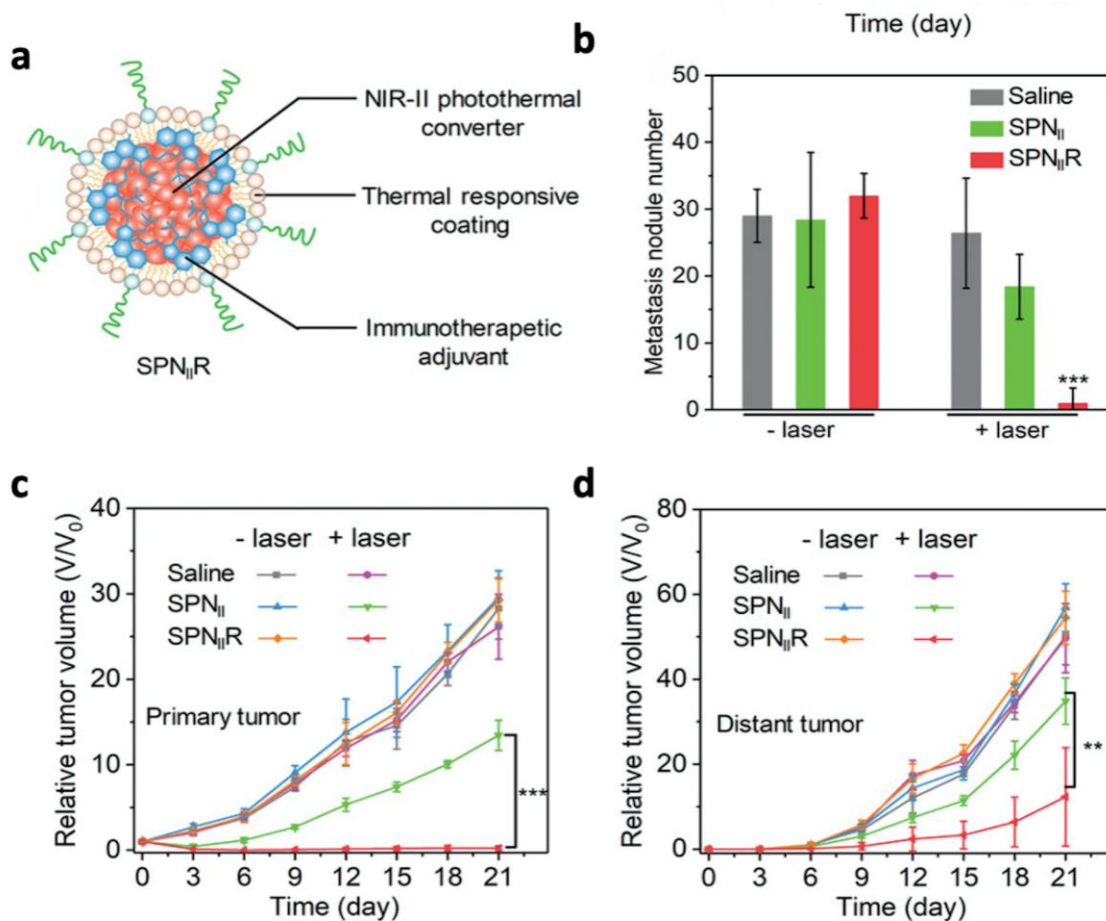 a
NIR-II photothermal
converter
Thermal responsive
coating
Immunotherapetic
adjuvant
SPNIIR
b
Time (day)
Metastasis nodule number
50
40
30
20
10
0
Saline
SPNII
SPNIIR
***
- laser
+ laser
c
Relative tumor volume (V/V0)
40
30
20
10
0
- laser + laser
Saline
SPNII
SPNIIR
Primary tumor
***
0 3 6 9 12 15 18 21
Time (day)
d
Relative tumor volume (V/V0)
80
60
40
20
0
- laser + laser
Saline
SPNII
SPNIIR
Distant tumor
**
0 3 6 9 12 15 18 21
Time (day)